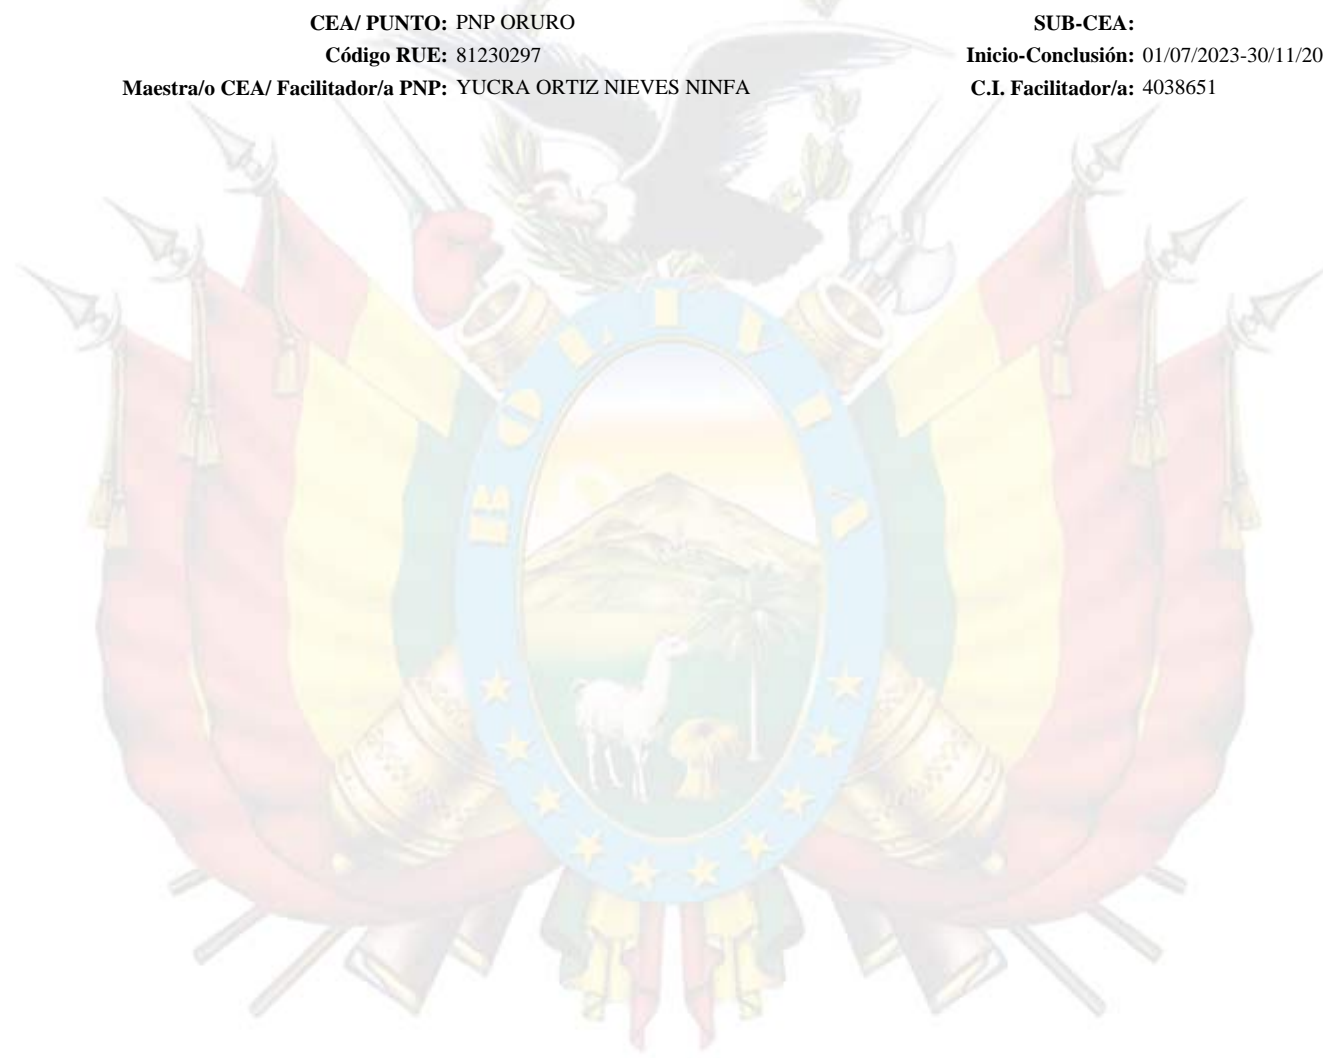 CEA/ PUNTO: PNP ORURO SUB-CEA:
Código RUE: 81230297 Inicio-Conclusión: 01/07/2023-30/11/20
Maestra/o CEA/ Facilitador/a PNP: YUCRA ORTIZ NIEVES NINFA C.I. Facilitador/a: 4038651
BOLIVIA